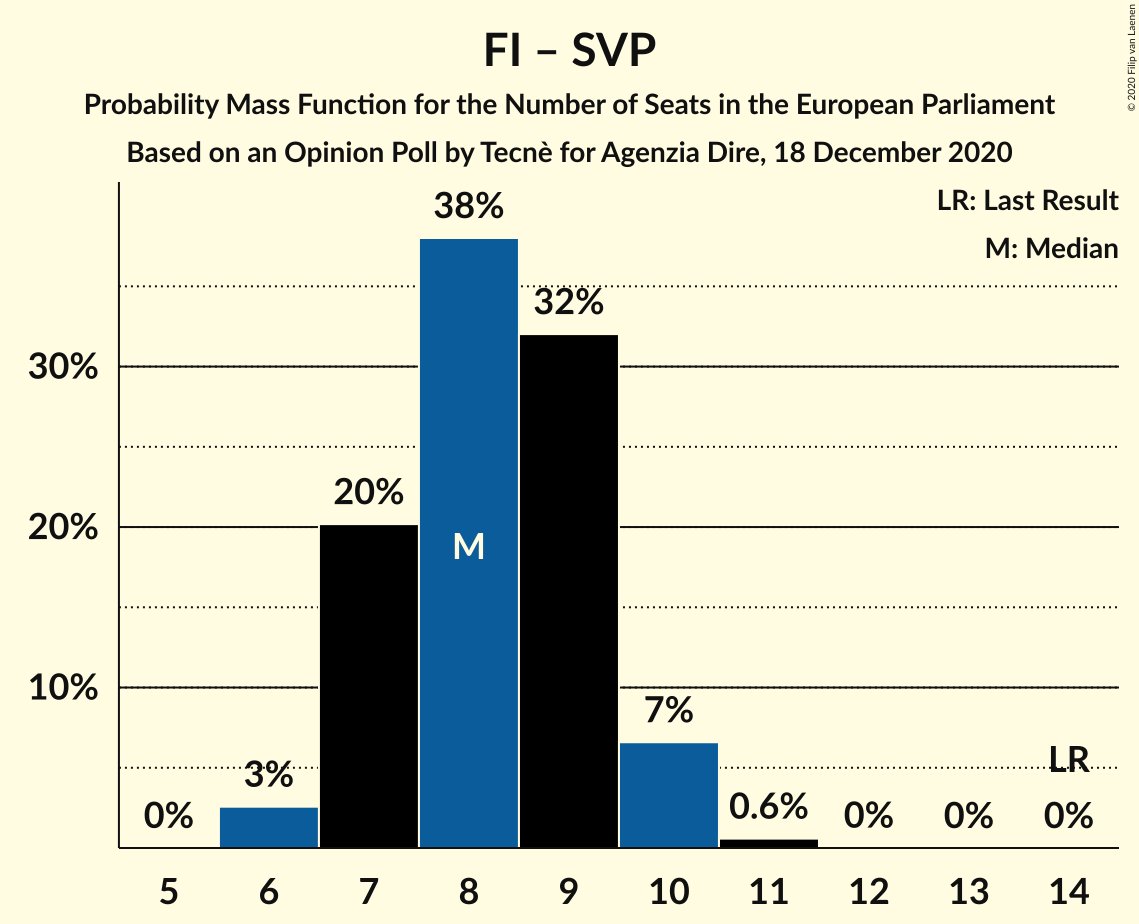 FI – SVP
Probability Mass Function for the Number of Seats in the European Parliament
Based on an Opinion Poll by Tecnè for Agenzia Dire, 18 December 2020
© 2020 Filip van Laenen
LR: Last Result
M: Median
38%
32%
30%
20%
20%
M
10%
7%
3%
LR
0%
0.6%
0%
0%
0%
5 6 7 8 9 10 11 12 13 14